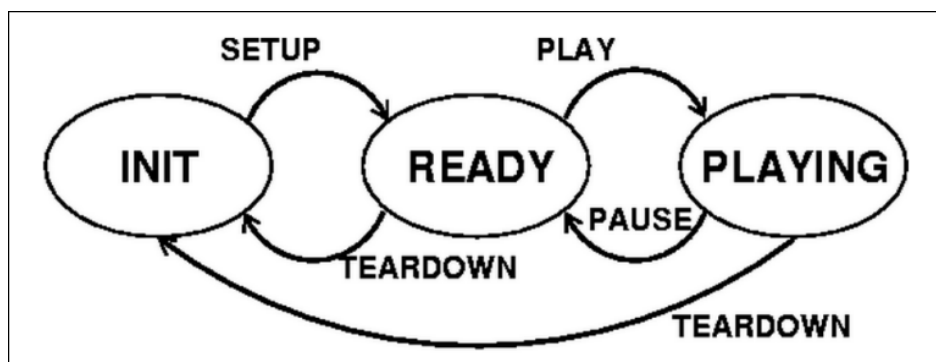 SETUP
PLAY
INIT
READY
PLAYING
PAUSE
TEARDOWN
TEARDOWN